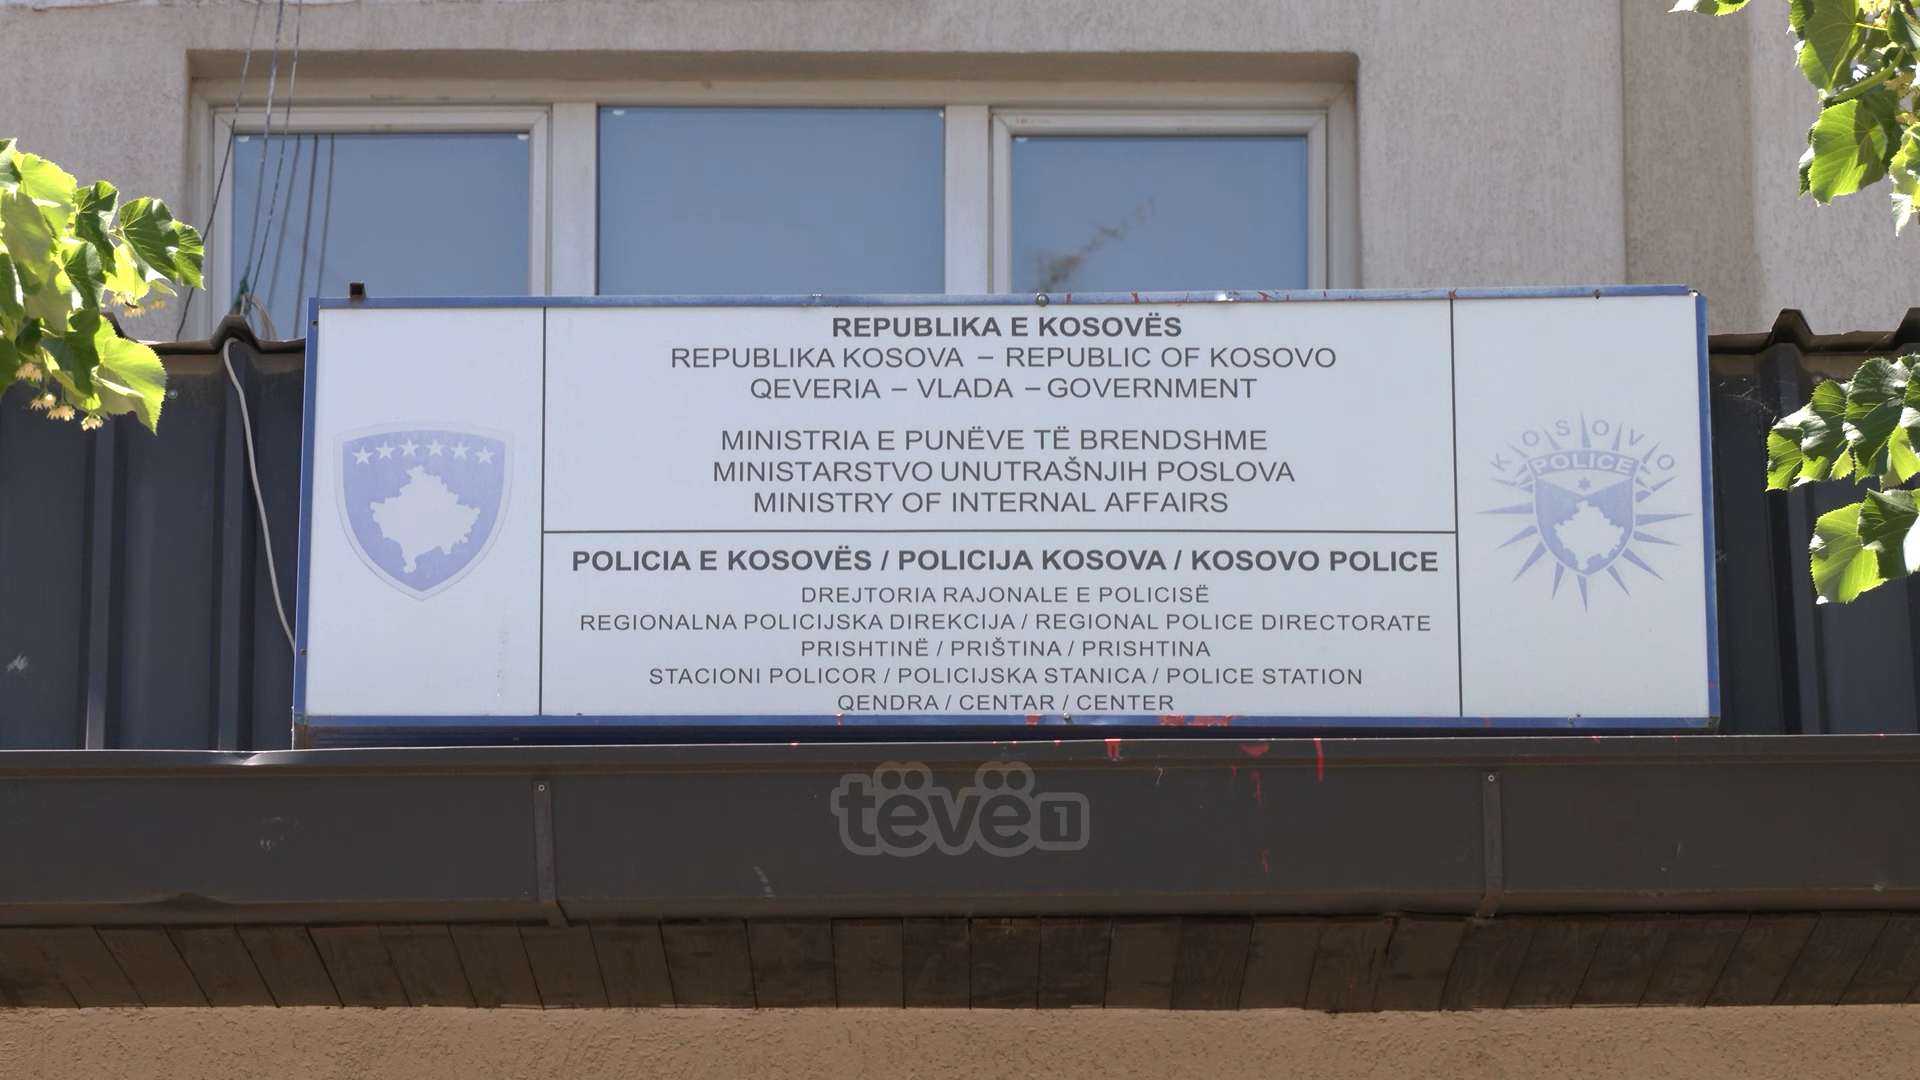 REPUBLIKA E KOSOVËS
REPUBLIKA KOSOVA – REPUBLIC OF KOSOVO
QEVERIA – VLADA – GOVERNMENT
MINISTRIA E PUNËVE TË BRENDSHME
MINISTARSTVO UNUTRAŠNJIH POSLOVA
MINISTRY OF INTERNAL AFFAIRS
POLICIA E KOSOVËS / POLICIJA KOSOVA / KOSOVO POLICE
DREJTORIA RAJONALE E POLICISË
REGIONALNA POLICIJSKA DIREKCIJA / REGIONAL POLICE DIRECTORATE
PRISHTINË / PRIŠTINA / PRISHTINA
STACIONI POLICOR / POLICIJSKA STANICA / POLICE STATION
QENDRA / CENTAR / CENTER
KOSOVO
POLICE
tëvë1